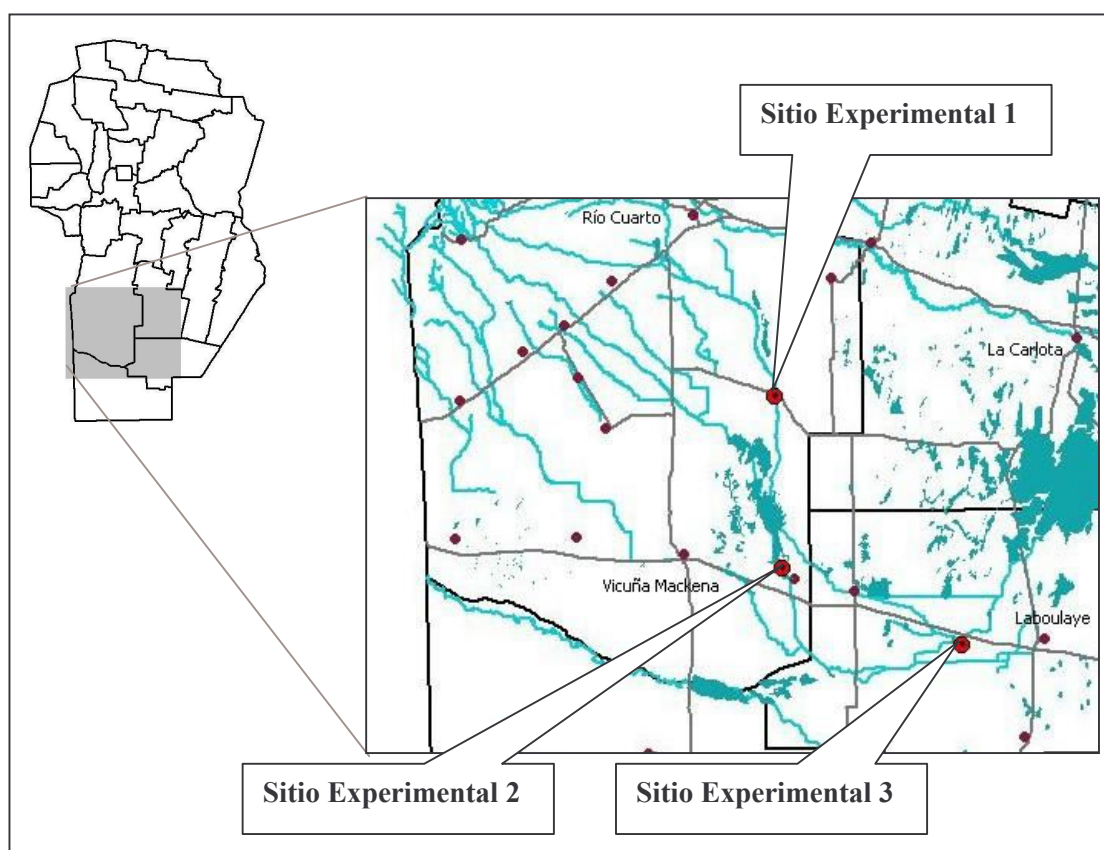 Sitio Experimental 1
Río Cuarto
La Carlota
Vicuña Mackena
Laboulaye
Sitio Experimental 2
Sitio Experimental 3